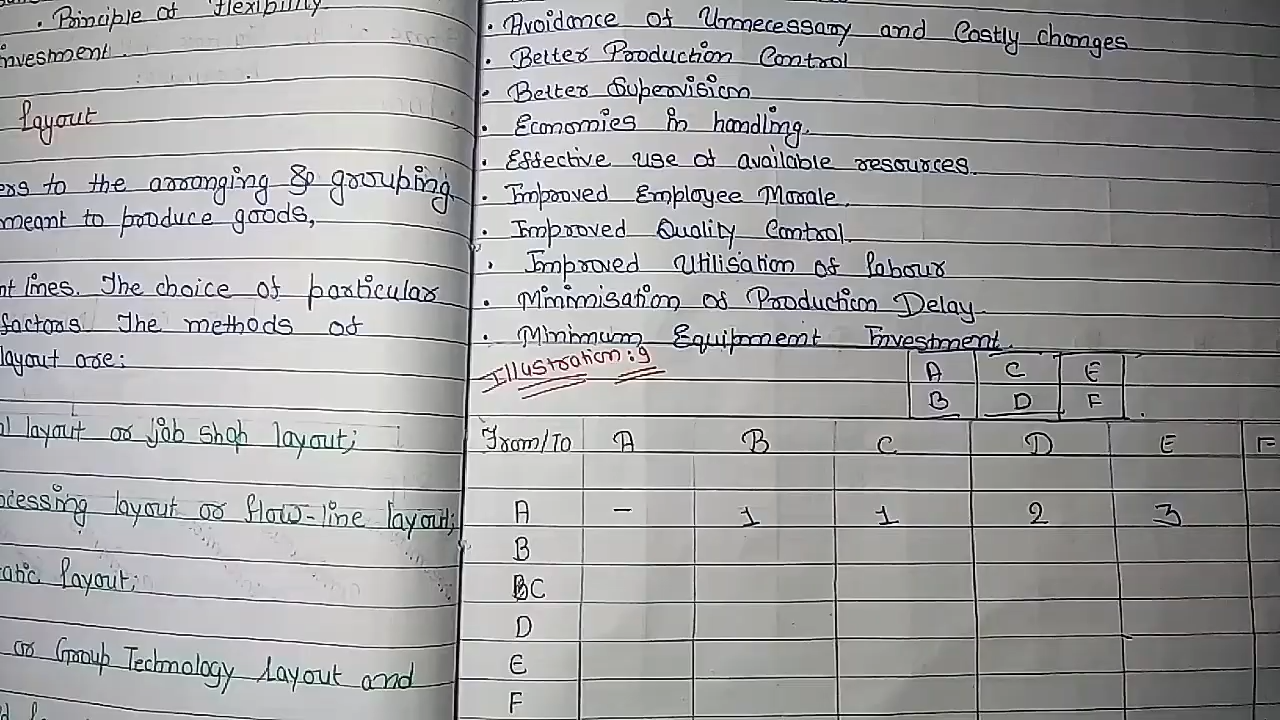 • Principle of flexibility
investment.
Layout
to the arranging & grouping
meant to produce goods,
lines. The choice of particular
factors. The methods of
layout are:
layout or job shop layout;
layout or flow-line layout;
layout;
or Group Technology Layout and
• Avoidance of Unnecessary and Costly changes
• Better Production Control
• Better Supervision
• Economies in handling.
• Effective use of available resources.
• Improved Employee Morale.
• Improved Quality Control.
• Improved Utilisation of Labour
• Minimisation of Production Delay
• Minimum Equipment Investment.
Illustration: 9
A C E
B D F
From/To A B C D E F
A – 1 1 2 3
B
C
D
E
F